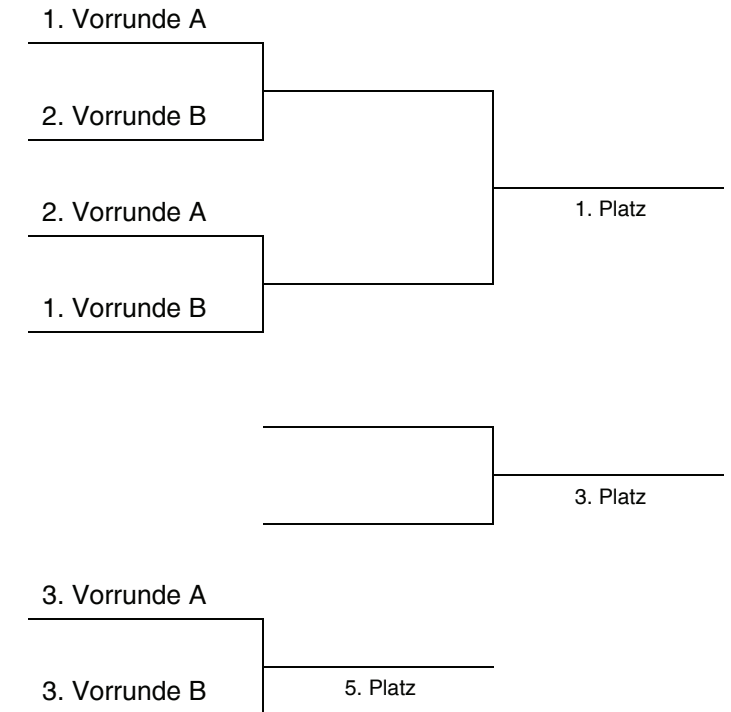 1. Vorrunde A
2. Vorrunde B
1. Platz
2. Vorrunde A
1. Vorrunde B
3. Platz
3. Vorrunde A
5. Platz
3. Vorrunde B